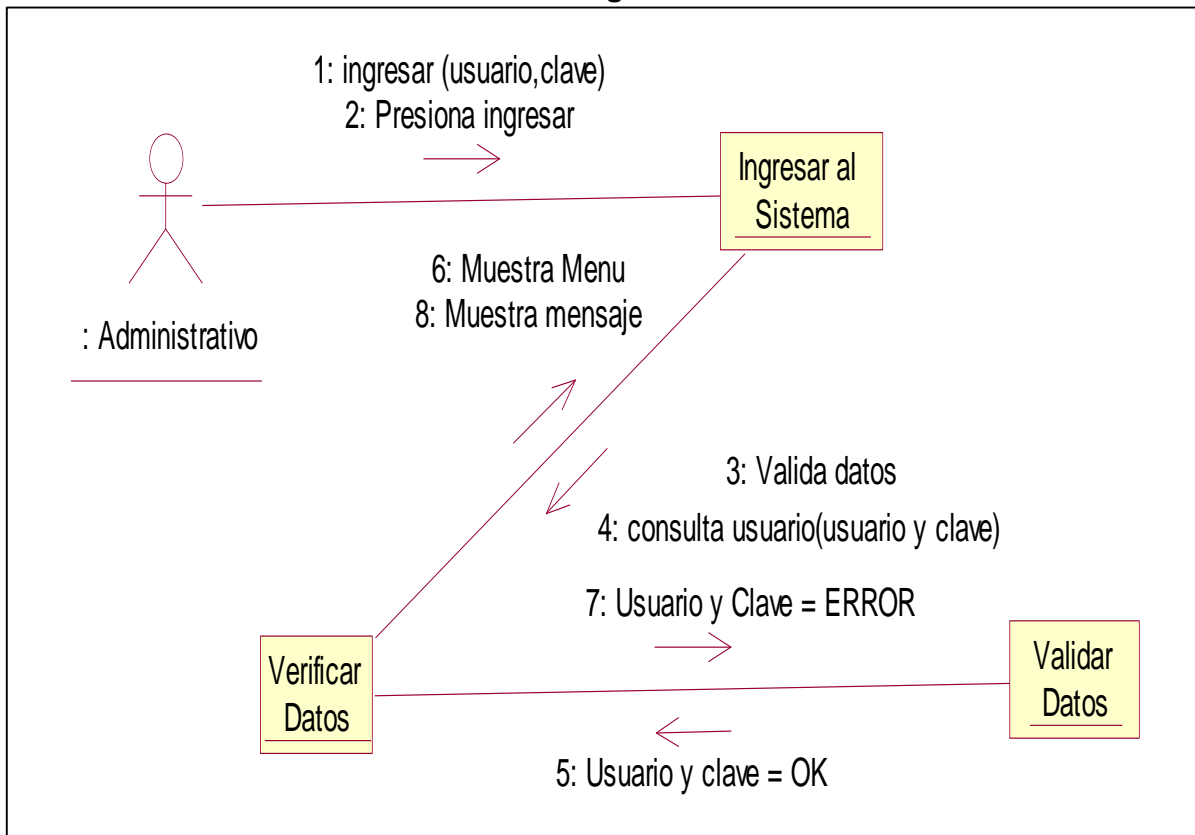 1: ingresar (usuario,clave)
2: Presiona ingresar
Ingresar al
Sistema
6: Muestra Menu
8: Muestra mensaje
: Administrativo
3: Valida datos
4: consulta usuario(usuario y clave)
7: Usuario y Clave = ERROR
Verificar
Datos
Validar
Datos
5: Usuario y clave = OK